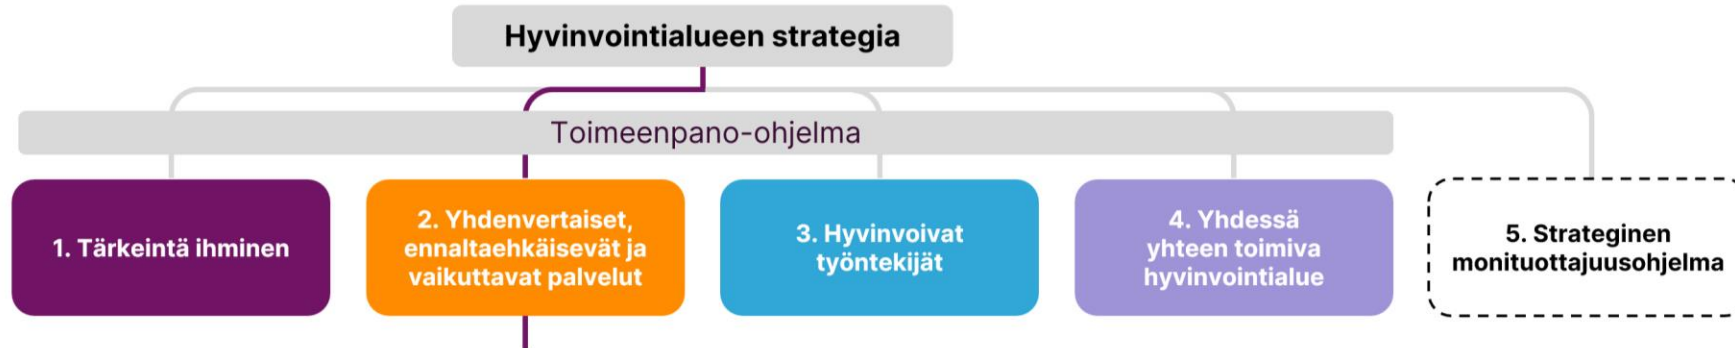 Hyvinvointialueen strategia
Toimeenpano-ohjelma
1. Tärkeintä ihminen
2. Yhdenvertaiset,
ennaltaehkäisevät ja
vaikuttavat palvelut
3. Hyvinvoivat
työntekijät
4. Yhdessä
yhteen toimiva
hyvinvointialue
5. Strateginen
monituottajuusohjelma